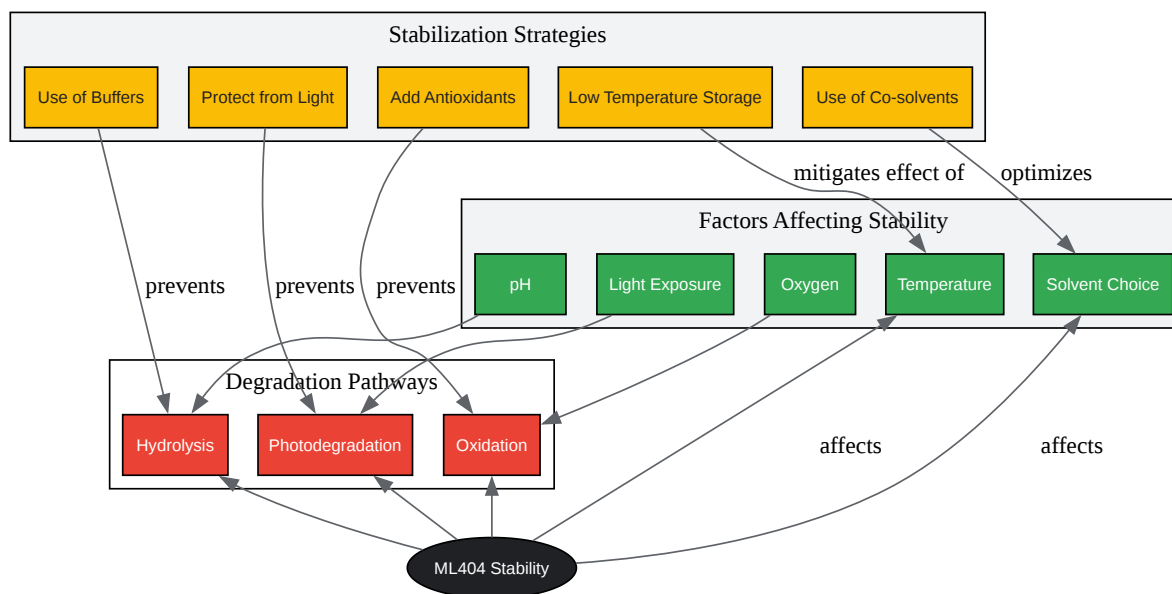 Stabilization Strategies
Use of Buffers
Protect from Light
Add Antioxidants
Low Temperature Storage
Use of Co-solvents
mitigates effect of
optimizes
Factors Affecting Stability
pH
Light Exposure
Oxygen
Temperature
Solvent Choice
prevents
prevents
prevents
Degradation Pathways
Hydrolysis
Photodegradation
Oxidation
affects
affects
ML404 Stability